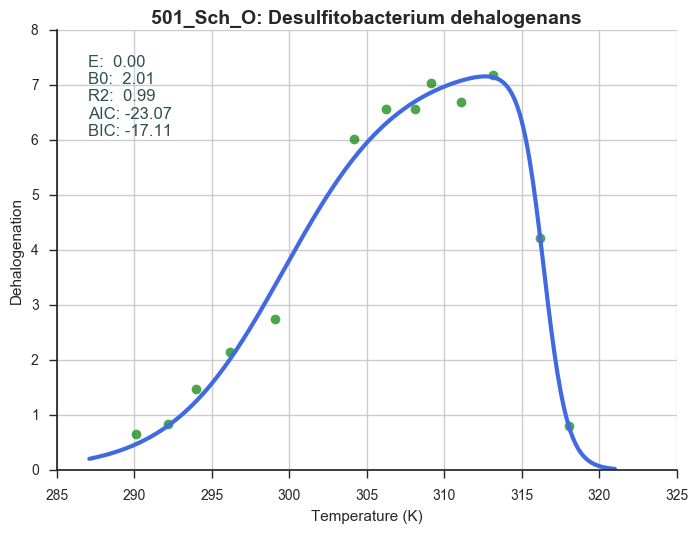 501_Sch_O: Desulfitobacterium dehalogenans
E:  0.00
B0:  2.01
R2:  0.99
AIC: -23.07
BIC: -17.11
8
7
6
5
4
3
2
1
0
Dehalogenation
285 290 295 300 305 310 315 320 325
Temperature (K)